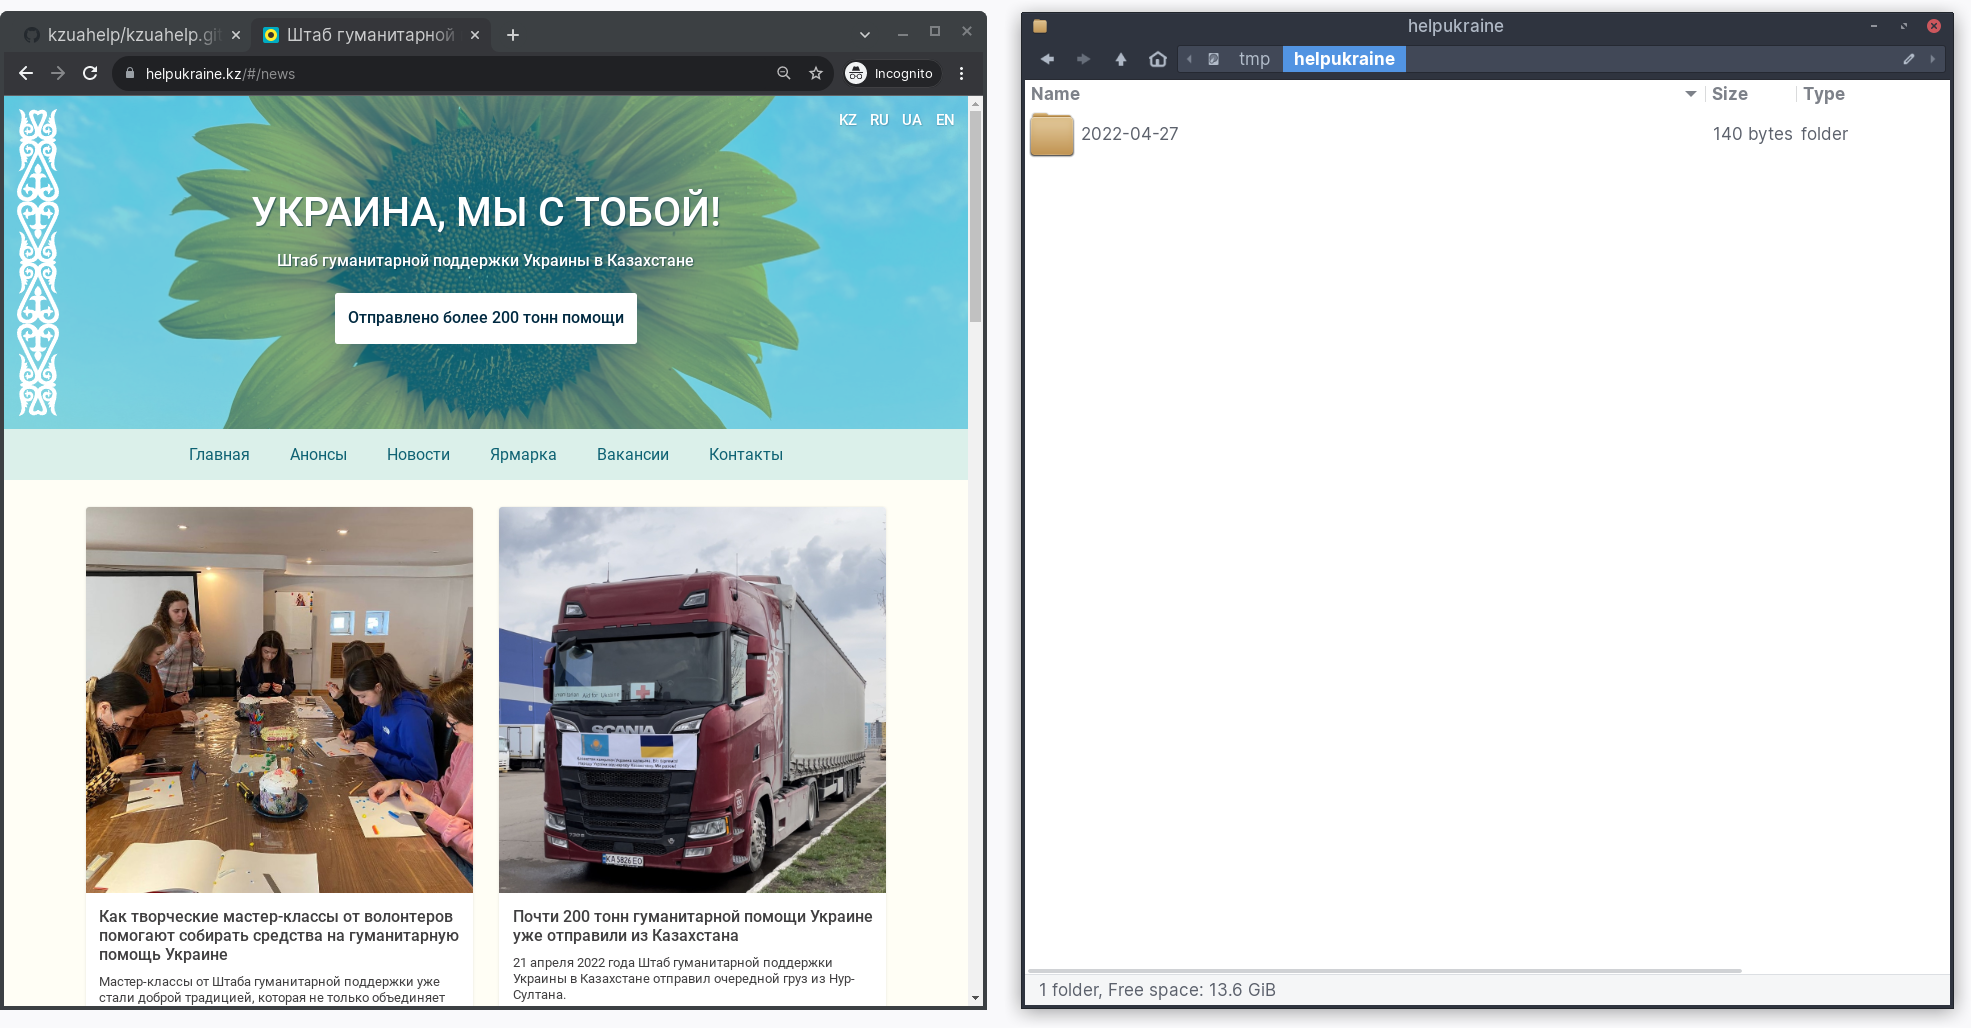 kzuahelp/kzuahelp.git
Штаб гуманитарной
helpukraine.kz/#/news
Incognito
KZ RU UA EN
УКРАИНА, МЫ С ТОБОЙ!
Штаб гуманитарной поддержки Украины в Казахстане
Отправлено более 200 тонн помощи
Главная Анонсы Новости Ярмарка Вакансии Контакты
SCANIA
KA 5826 EO
Как творческие мастер-классы от волонтеров
помогают собирать средства на гуманитарную
помощь Украине
Мастер-классы от Штаба гуманитарной поддержки уже
стали доброй традицией, которая не только объединяет
Почти 200 тонн гуманитарной помощи Украине
уже отправили из Казахстана
21 апреля 2022 года Штаб гуманитарной поддержки
Украины в Казахстане отправил очередной груз из Нур-
Султана.
helpukraine
tmp helpukraine
Name Size Type
2022-04-27 140 bytes folder
1 folder, Free space: 13.6 GiB